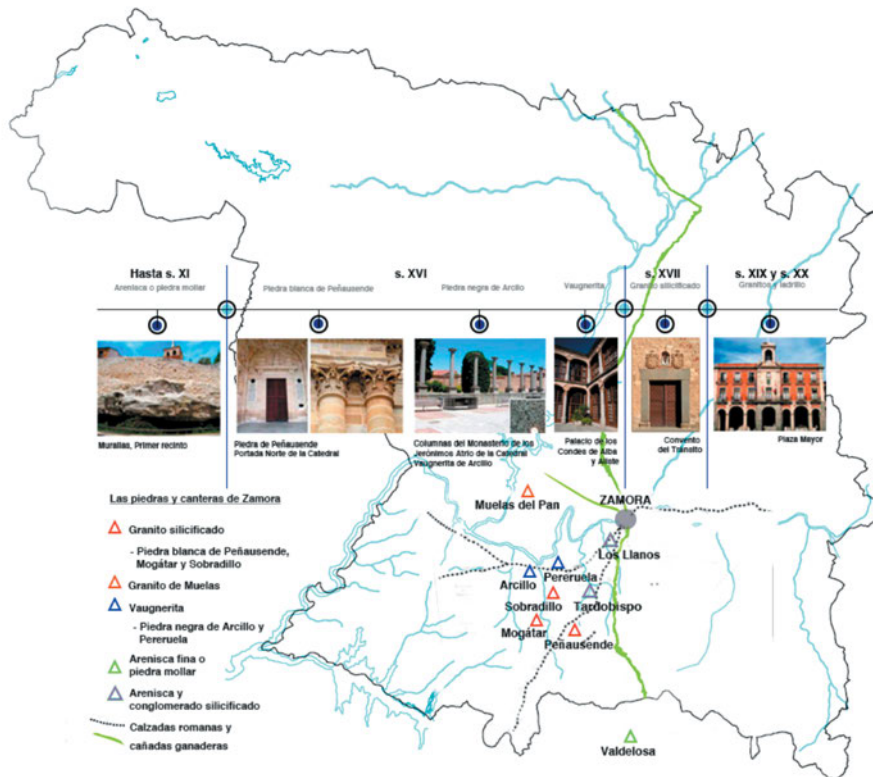 Hasta s. XI
Arenisca o piedra mollar
s. XVI
Piedra blanca de Peñausende
Piedra negra de Arcilo
Vaugnerita
s. XVII
Granito silicificado
s. XIX y s. XX
Granitos y ladrillo
Murallas, Primer recinto
Piedra de Peñausende
Portada Norte de la Catedral
Columnas del Monasterio de los
Jerónimos Atrio de la Catedral
Vaugnerita de Arcillo
Palacio de los
Condes de Alba
y Aliste
Convento
del Tránsito
Plaza Mayor
Las piedras y canteras de Zamora
Granito silicificado
- Piedra blanca de Peñausende,
Mogátar y Sobradillo
Granito de Muelas
Vaugnerita
- Piedra negra de Arcillo y
Pereruela
Arenisca fina o
piedra mollar
Arenisca y
conglomerado silicificado
Calzadas romanas y
cañadas ganaderas
Muelas del Pan
ZAMORA
Los Llanos
Pereruela
Arcillo
Sobradillo
Tardobispo
Mogátar
Peñausende
Valdelosa